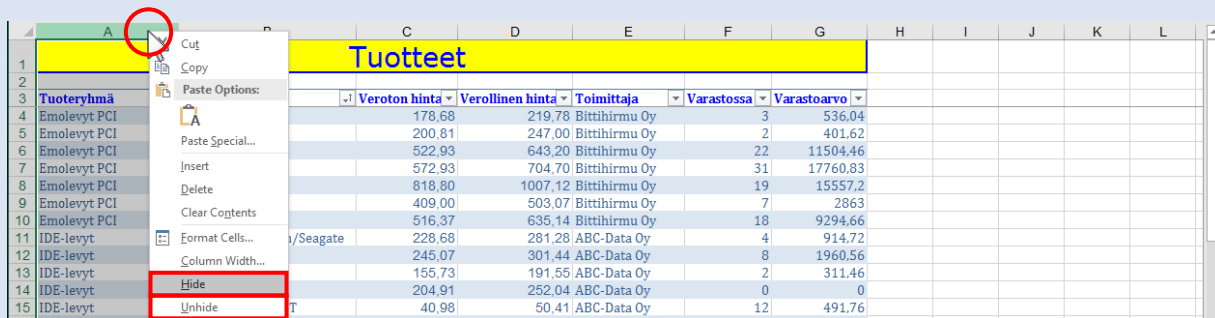 A C D E F G H I J K L
1 Tuotteet
2
3 Tuoteryhmä Veroton hinta Verollinen hinta Toimittaja Varastossa Varastoarvo
4 Emolevyt PCI 178,68 219,78 Bittihirmu Oy 3 536,04
5 Emolevyt PCI 200,81 247,00 Bittihirmu Oy 2 401,62
6 Emolevyt PCI 522,93 643,20 Bittihirmu Oy 22 11504,46
7 Emolevyt PCI 572,93 704,70 Bittihirmu Oy 31 17760,83
8 Emolevyt PCI 818,80 1007,12 Bittihirmu Oy 19 15557,2
9 Emolevyt PCI 409,00 503,07 Bittihirmu Oy 7 2863
10 Emolevyt PCI 516,37 635,14 Bittihirmu Oy 18 9294,66
11 IDE-levyt /Seagate 228,68 281,28 ABC-Data Oy 4 914,72
12 IDE-levyt 245,07 301,44 ABC-Data Oy 8 1960,56
13 IDE-levyt 155,73 191,55 ABC-Data Oy 2 311,46
14 IDE-levyt 204,91 252,04 ABC-Data Oy 0 0
15 IDE-levyt T 40,98 50,41 ABC-Data Oy 12 491,76
Cut
Copy
Paste Options:
Paste Special...
Insert
Delete
Clear Contents
Format Cells...
Column Width...
Hide
Unhide